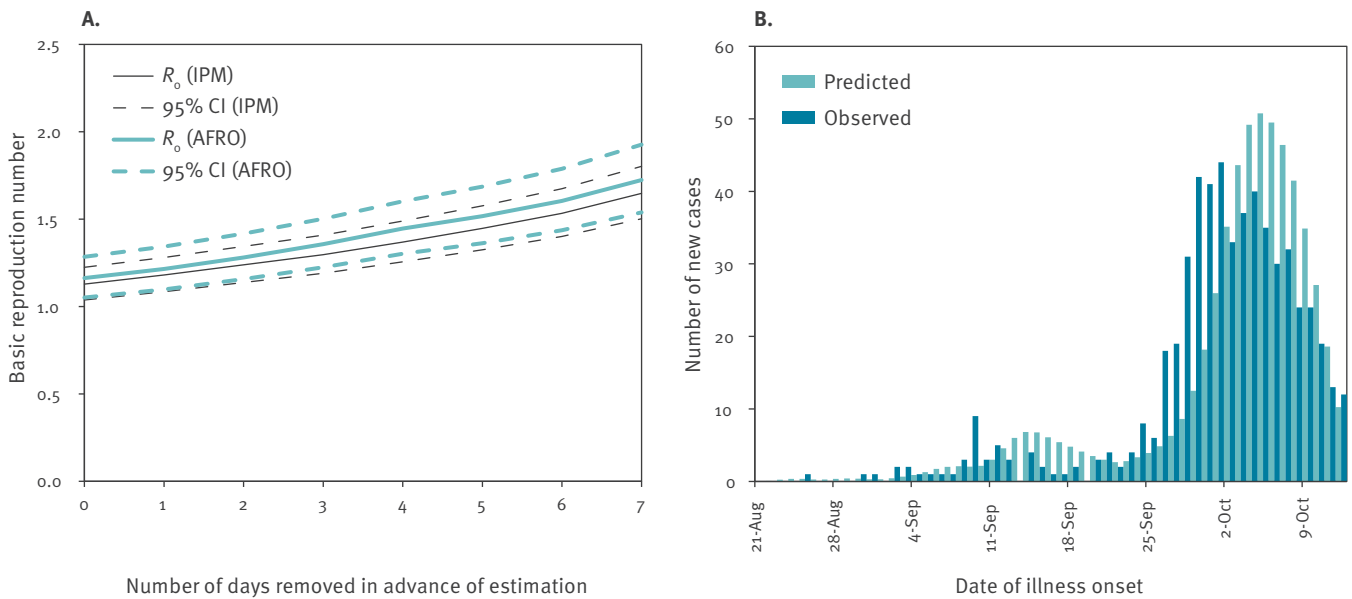 A.
Basic reproduction number
2.5
2.0
1.5
1.0
0.5
0.0
Rₒ (IPM)
95% CI (IPM)
Rₒ (AFRO)
95% CI (AFRO)
0 1 2 3 4 5 6 7
Number of days removed in advance of estimation
B.
Number of new cases
60
50
40
30
20
10
0
Predicted
Observed
21-Aug
28-Aug
4-Sep
11-Sep
18-Sep
25-Sep
2-Oct
9-Oct
Date of illness onset